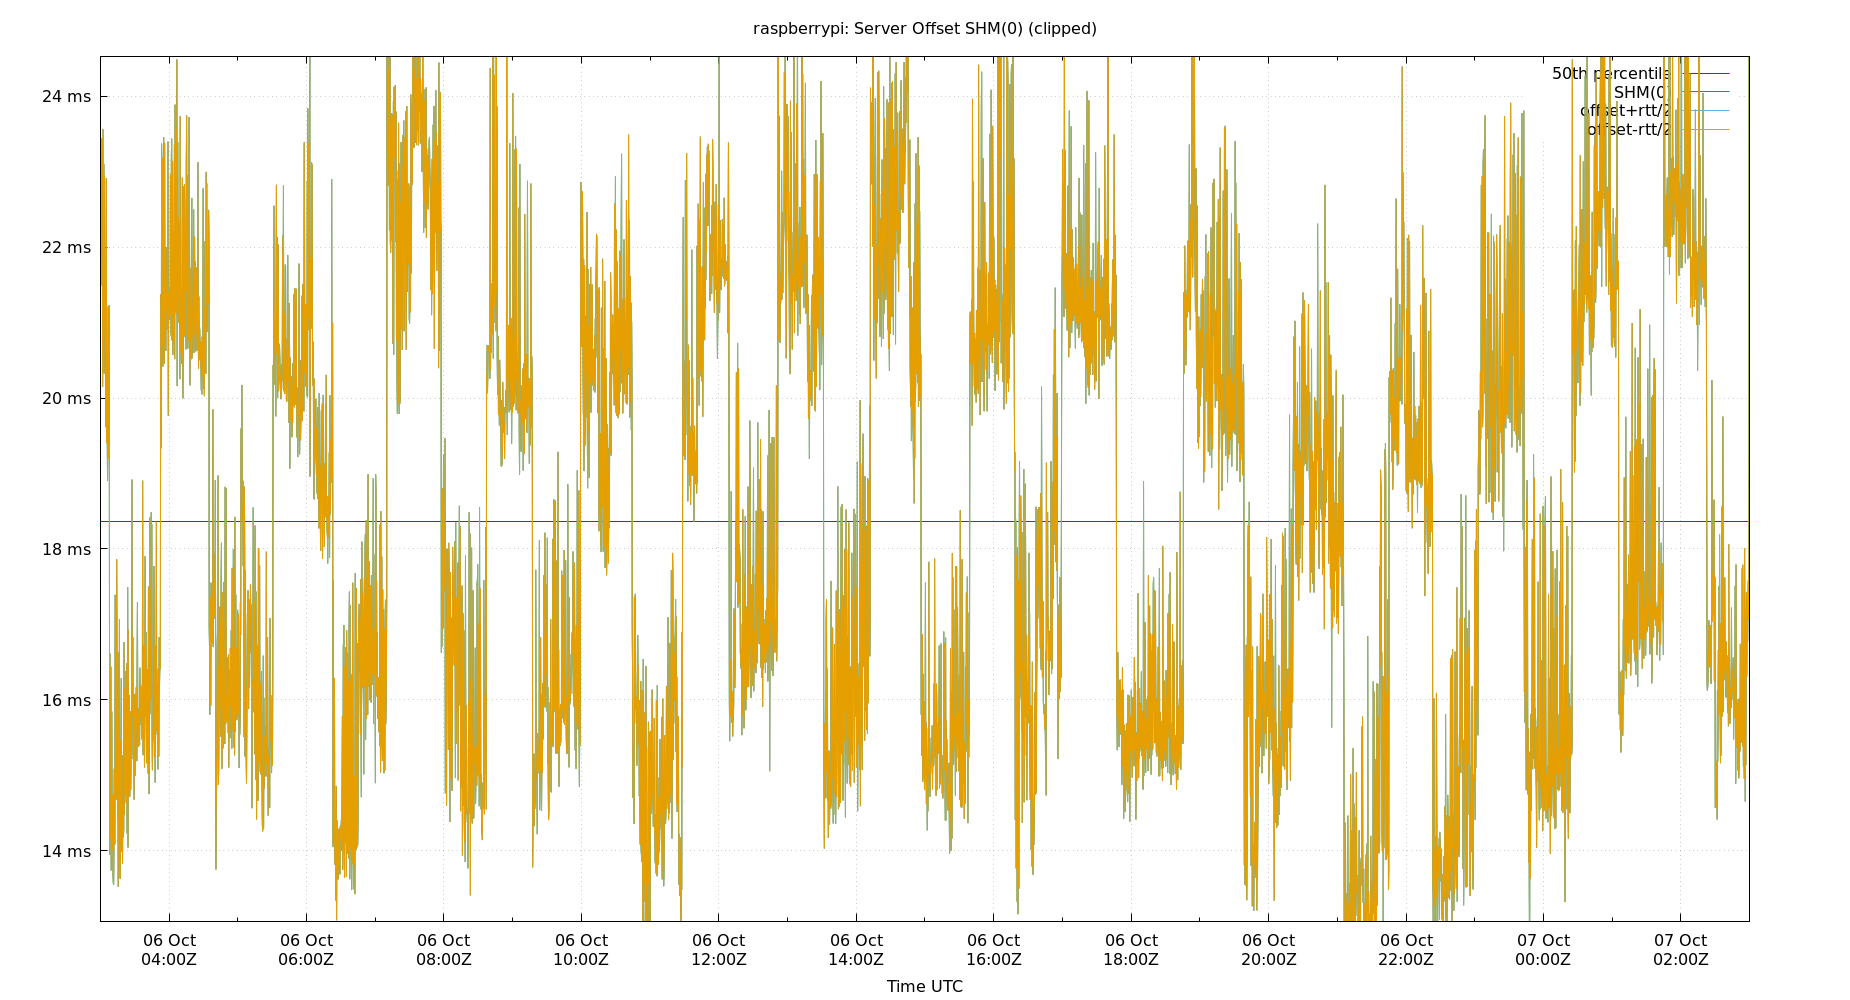 raspberrypi: Server Offset SHM(0) (clipped)
50th percentile
SHM(0)
offset+rtt/2
offset-rtt/2
24 ms
22 ms
20 ms
18 ms
16 ms
14 ms
06 Oct 06 Oct 06 Oct 06 Oct 06 Oct 06 Oct 06 Oct 06 Oct 06 Oct 06 Oct 07 Oct 07 Oct
04:00Z 06:00Z 08:00Z 10:00Z 12:00Z 14:00Z 16:00Z 18:00Z 20:00Z 22:00Z 00:00Z 02:00Z
Time UTC